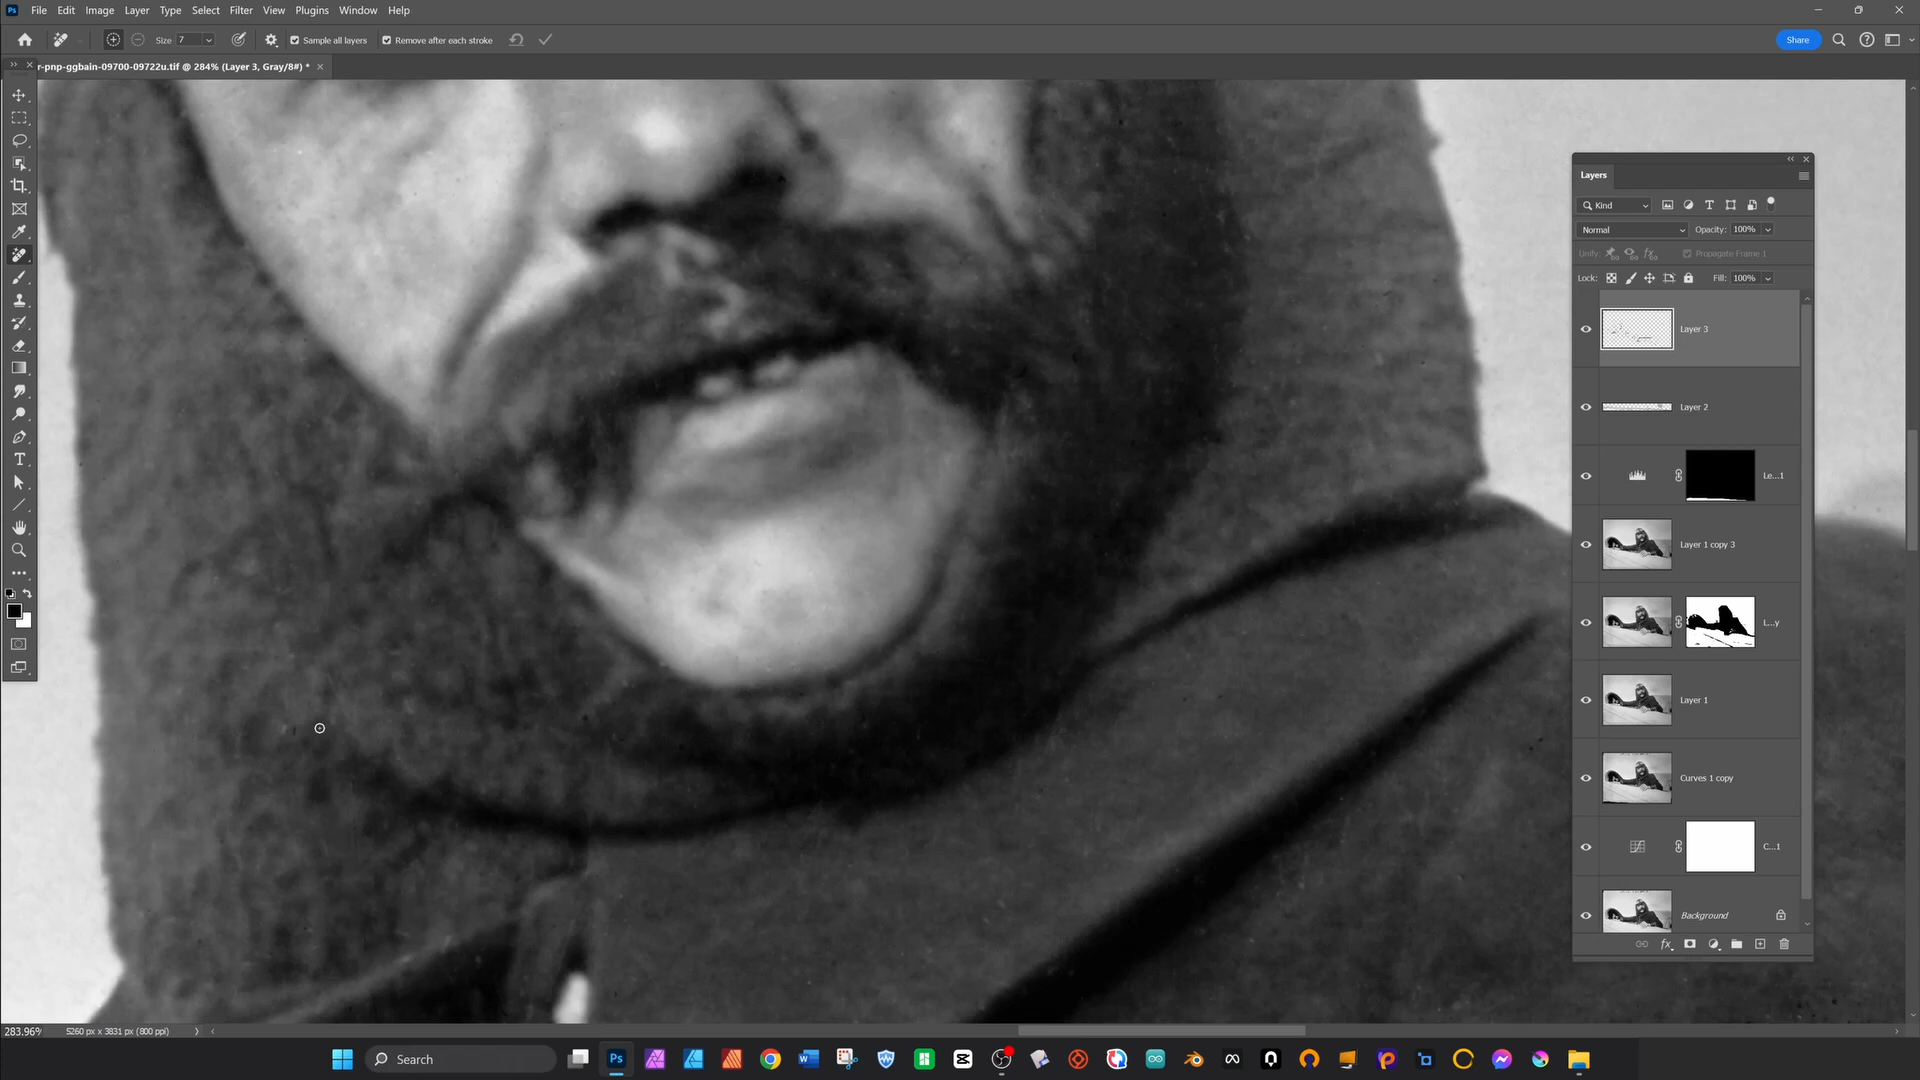 File Edit Image Layer Type Select Filter View Plugins Window Help
Size 7 Sample all layers Remove after each stroke Share
r-pnp-ggbain-09700-09722u.tif @ 284% (Layer 3, Gray/8#) *
Layers
Kind
Normal Opacity: 100%
Unify: Propagate Frame 1
Lock: Fill: 100%
Layer 3
Layer 2
Le...1
Layer 1 copy 3
L...y
Layer 1
Curves 1 copy
C...1
Background
283.96% 5260 px x 3831 px (800 ppi)
Search